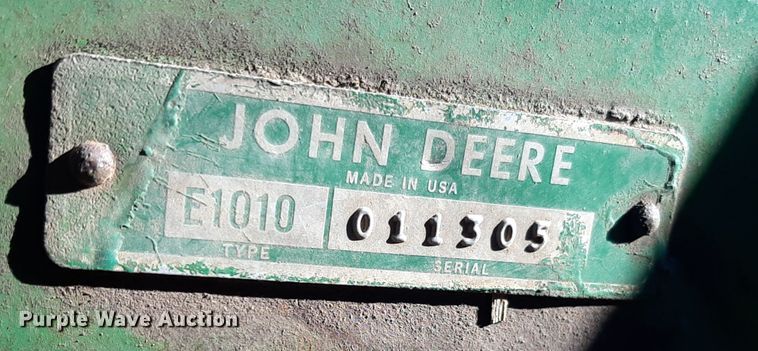 JOHN DEERE
MADE IN USA
E1010 011305
TYPE SERIAL
Purple Wave Auction